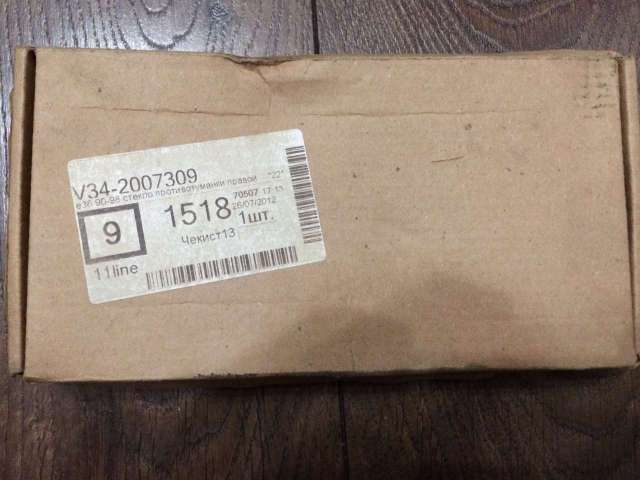 V34-2007309
e36 90-98 стекло противотуманки правой "22"
9
1518
70507 17:11
26/07/2012
1шт.
Чекист13
11line